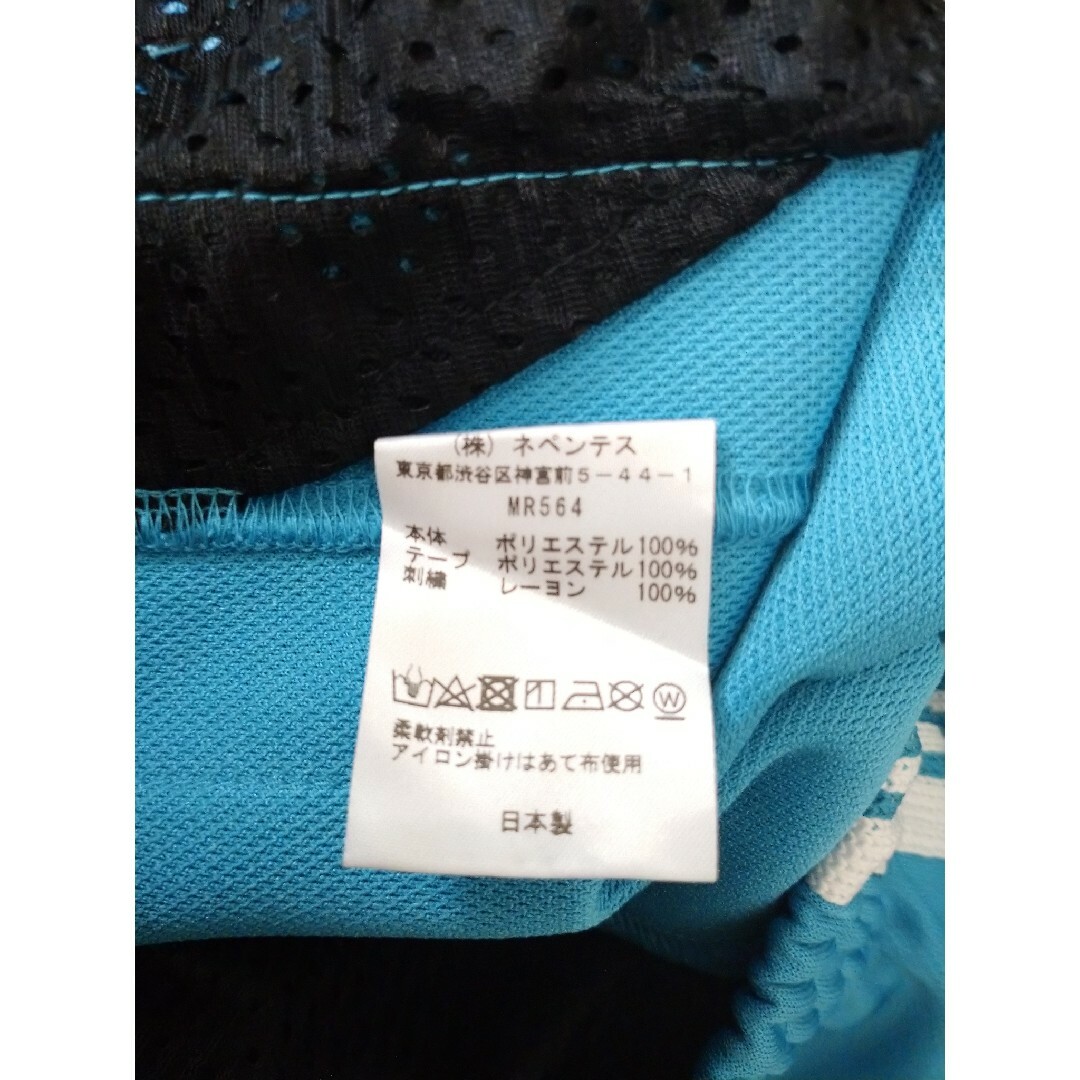 (株) ネペンテス
東京都渋谷区神宮前5-44-1
MR564
本体 ポリエステル100%
テープ ポリエステル100%
刺繍 レーヨン 100%
W
柔軟剤禁止
アイロン掛けはあて布使用
日本製